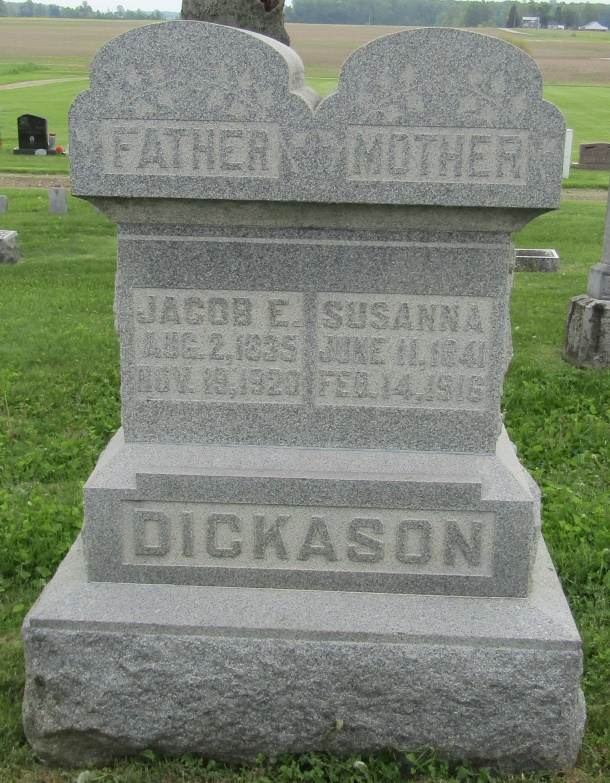 FATHER
MOTHER
JACOB E.
AUG. 2, 1835
NOV. 19, 1920
SUSANNA
JUNE 11, 1841
FEB. 14, 1916
DICKASON